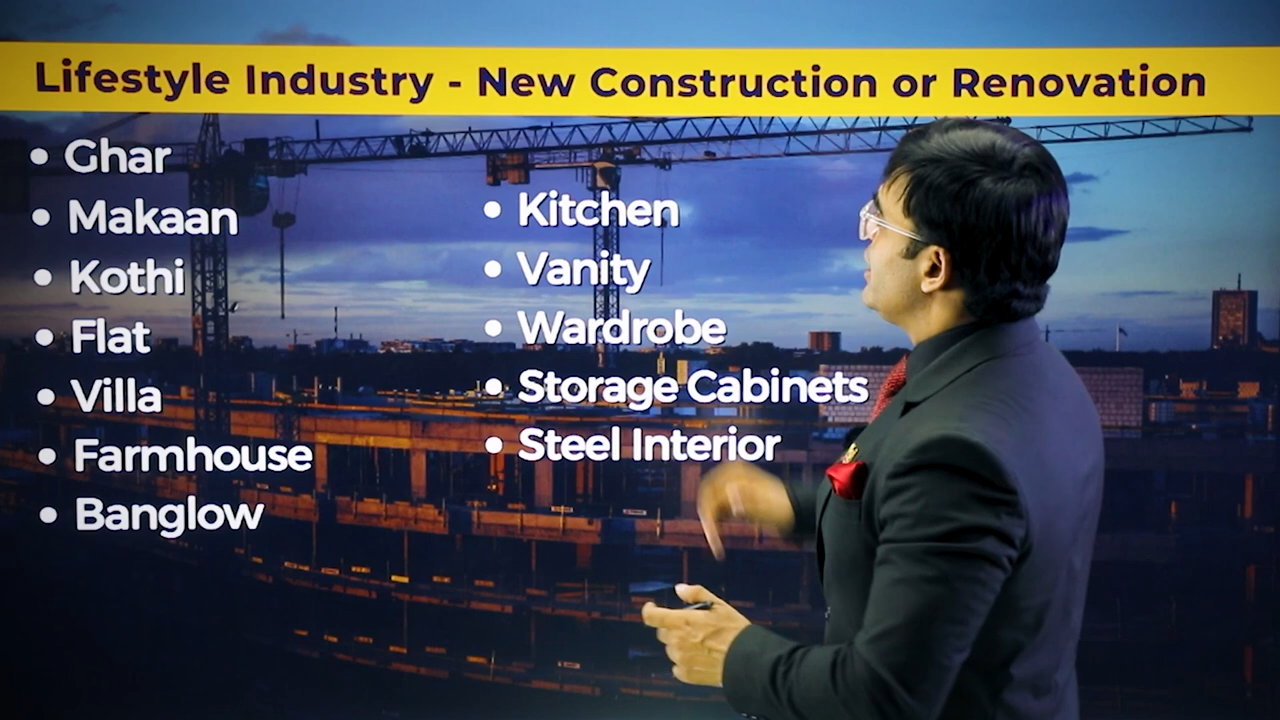 Lifestyle Industry - New Construction or Renovation
• Ghar
• Makaan
• Kothi
• Flat
• Villa
• Farmhouse
• Banglow
• Kitchen
• Vanity
• Wardrobe
• Storage Cabinets
• Steel Interior